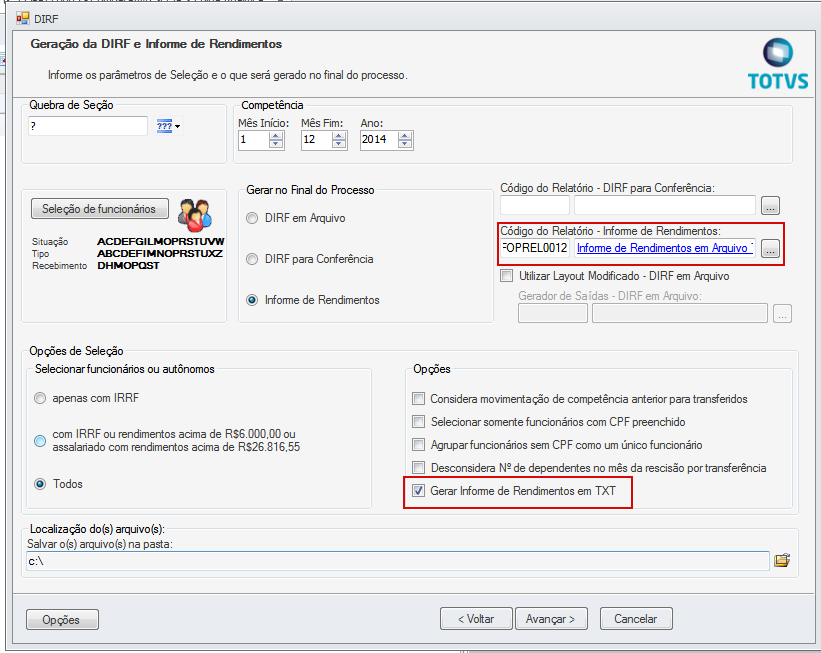 DIRF
Geração da DIRF e Informe de Rendimentos
Informe os parâmetros de Seleção e o que será gerado no final do processo.
TOTVS
Quebra de Seção
?
???
Competência
Mês Início: Mês Fim: Ano:
1 12 2014
Seleção de funcionários
Situação ACDEFGILMOPRSTUVW
Tipo ABCDEFIMNOPRSTUXZ
Recebimento DHMOPQST
Gerar no Final do Processo
DIRF em Arquivo
DIRF para Conferência
Informe de Rendimentos
Código do Relatório - DIRF para Conferência:
...
Código do Relatório - Informe de Rendimentos:
FOPREL0012 Informe de Rendimentos em Arquivo ...
Utilizar Layout Modificado - DIRF em Arquivo
Gerador de Saídas - DIRF em Arquivo:
...
Opções de Seleção
Selecionar funcionários ou autônomos
apenas com IRRF
com IRRF ou rendimentos acima de R$6.000,00 ou
assalariado com rendimentos acima de R$26.816,55
Todos
Opções
Considera movimentação de competência anterior para transferidos
Selecionar somente funcionários com CPF preenchido
Agrupar funcionários sem CPF como um único funcionário
Desconsidera Nº de dependentes no mês da rescisão por transferência
Gerar Informe de Rendimentos em TXT
Localização do(s) arquivo(s):
Salvar o(s) arquivo(s) na pasta:
c:\
Opções
< Voltar
Avançar >
Cancelar